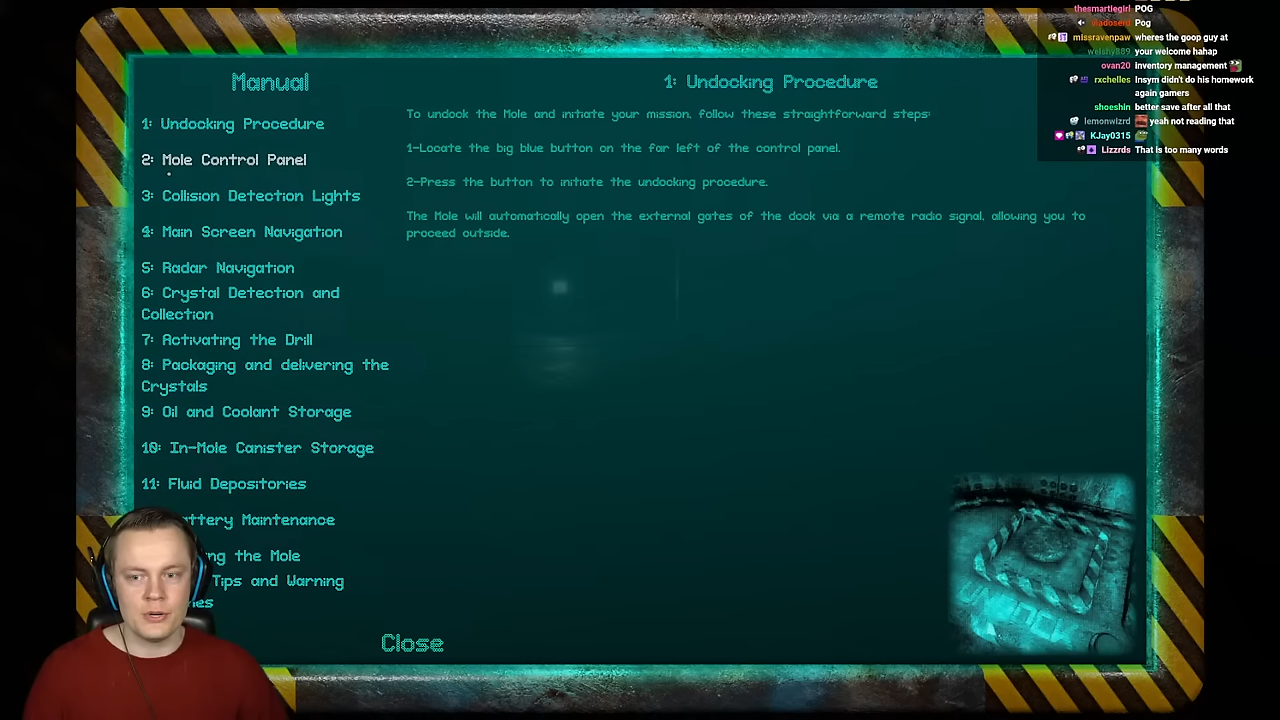 Manual
1: Undocking Procedure
2: Mole Control Panel
3: Collision Detection Lights
4: Main Screen Navigation
5: Radar Navigation
6: Crystal Detection and
Collection
7: Activating the Drill
8: Packaging and delivering the
Crystals
9: Oil and Coolant Storage
10: In-Mole Canister Storage
11: Fluid Depositories
Maintenance
the Mole
Tips and Warning
Close
1: Undocking Procedure
To undock the Mole and initiate your mission, follow these straightforward steps:
1-Locate the big blue button on the far left of the control panel.
2-Press the button to initiate the undocking procedure.
The Mole will automatically open the external gates of the dock via a remote radio signal, allowing you to
proceed outside.
UNDOCK
thesmartiegirl POG
viadoserd Pog
missravenpaw wheres the goop guy at
welshy889 your welcome hahap
ovan20 inventory management
rxchelles Insym didn't do his homework
again gamers
shoeshin better save after all that
lemonwizrd yeah not reading that
KJay0315
Lizzrds That is too many words